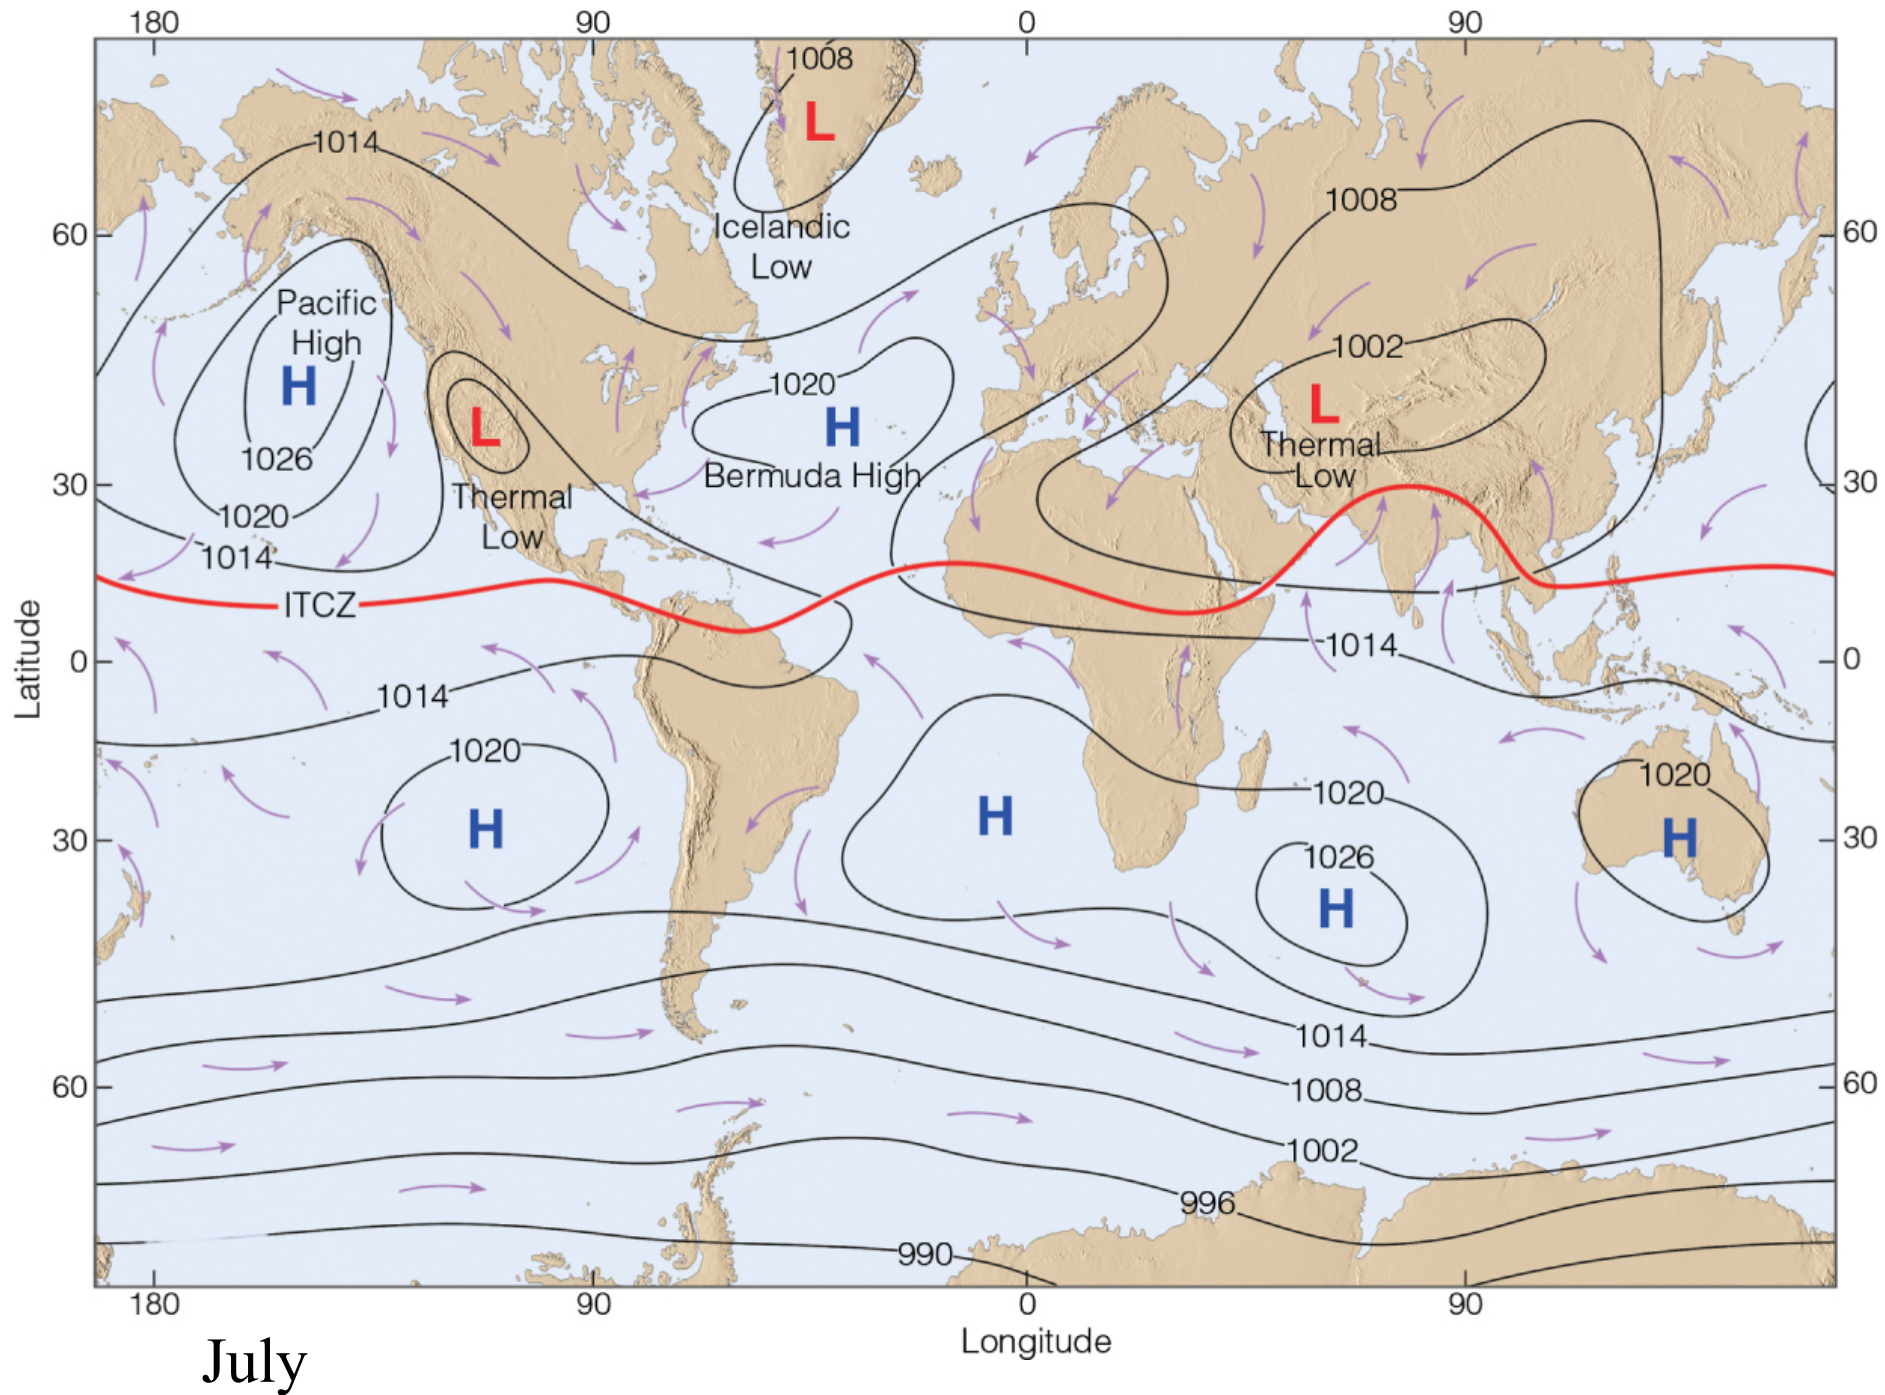 180
90
0
90
1008
L
1014
Icelandic
Low
1008
60
60
Pacific
High
H
1026
1020
1014
L
Thermal
Low
1020
H
Bermuda High
1002
L
Thermal
Low
30
30
ITCZ
Latitude
0
0
1014
1014
1020
H
H
1020
1026
H
1020
H
30
30
1014
1008
60
60
1002
996
990
180
90
0
90
Longitude
July